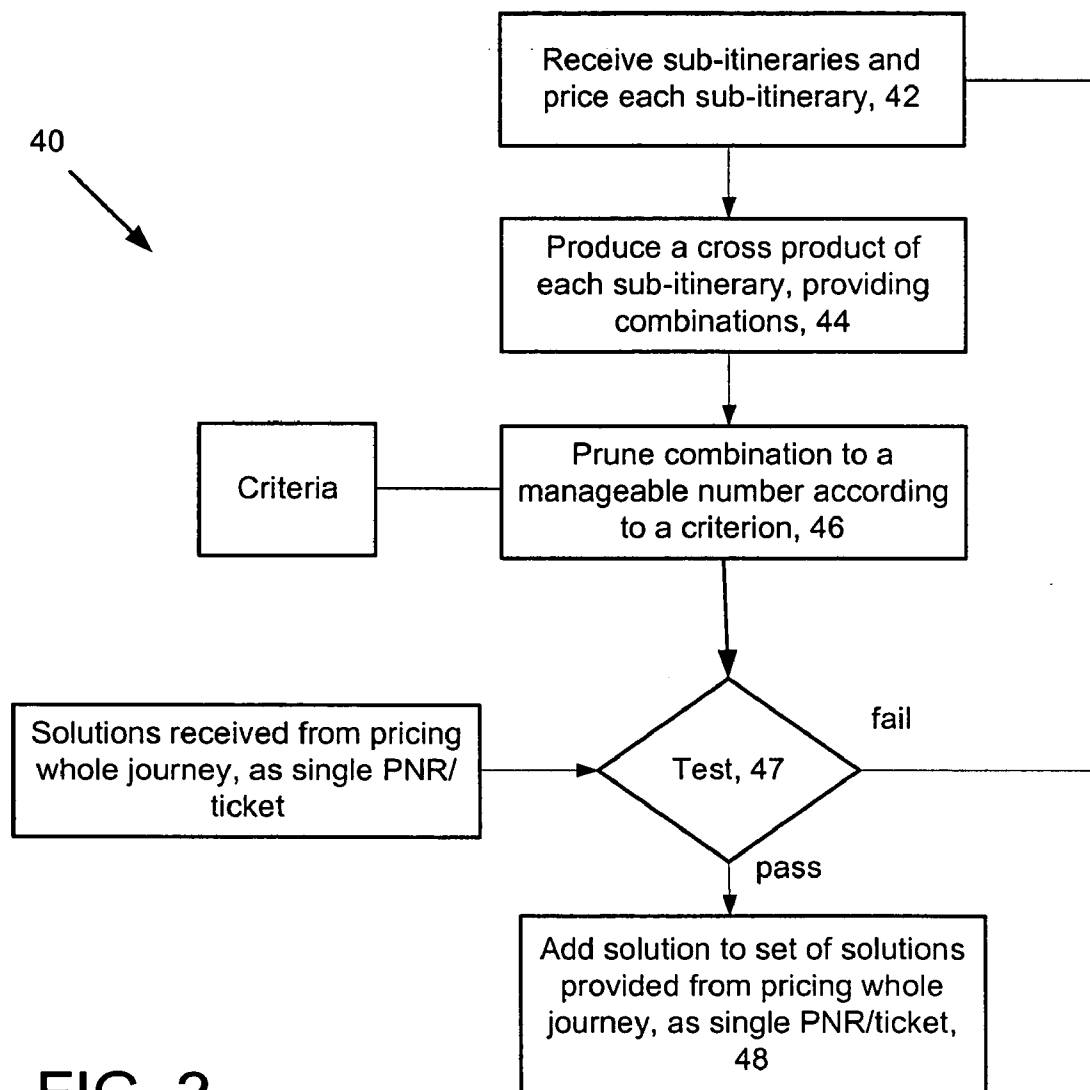 Receive sub-itineraries and
price each sub-itinerary, 42
40
Produce a cross product of
each sub-itinerary, providing
combinations, 44
Criteria
Prune combination to a
manageable number according
to a criterion, 46
Solutions received from pricing
whole journey, as single PNR/
ticket
Test, 47
fail
pass
Add solution to set of solutions
provided from pricing whole
journey, as single PNR/ticket,
48
FIG.